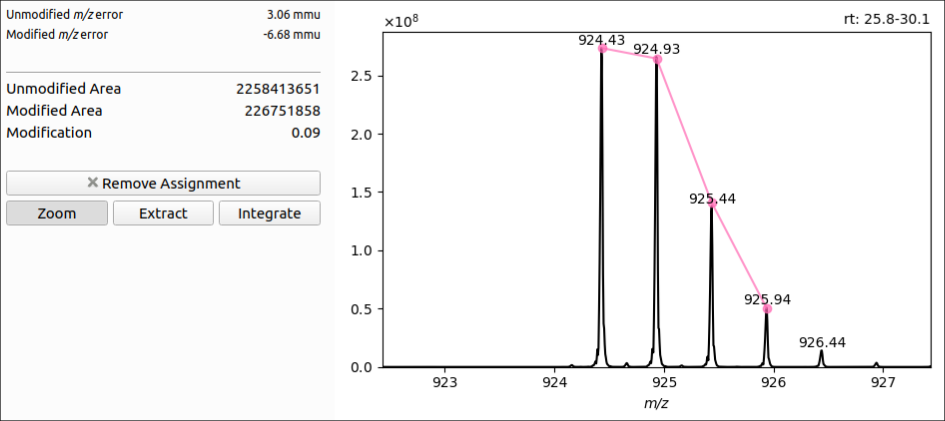 Unmodified m/z error 3.06 mmu
Modified m/z error -6.68 mmu
Unmodified Area 2258413651
Modified Area 226751858
Modification 0.09
✖ Remove Assignment
Zoom Extract Integrate
×10⁸
rt: 25.8-30.1
924.43
924.93
925.44
925.94
926.44
2.5
2.0
1.5
1.0
0.5
0.0
923 924 925 926 927
m/z